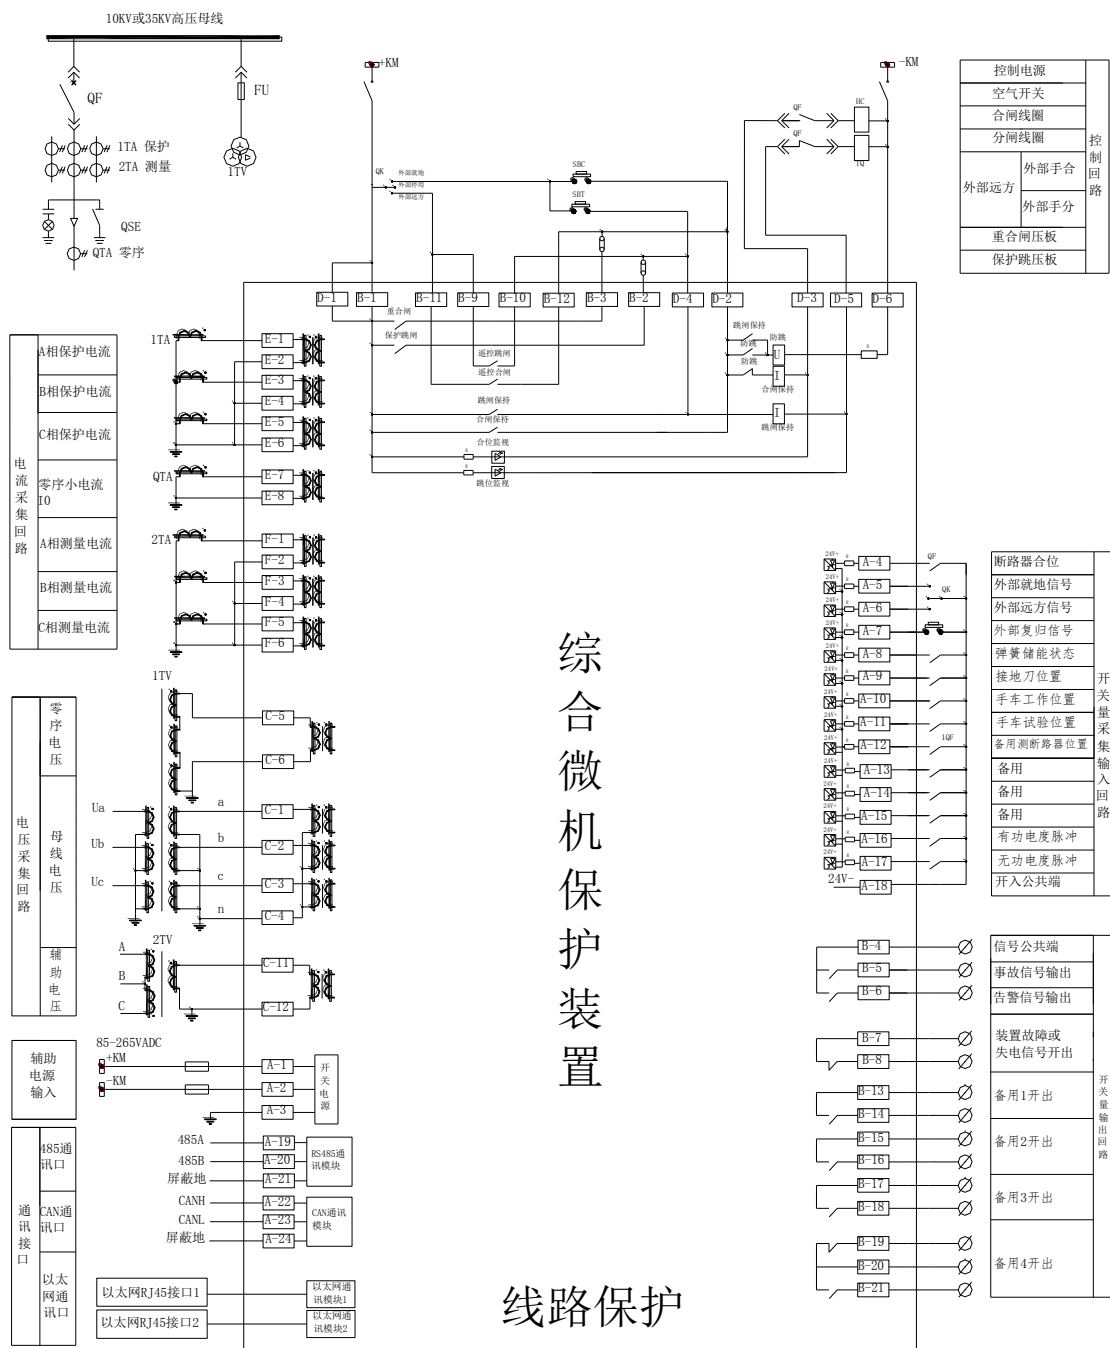 10KV或35KV高压母线
QF
FU
1TA 保护
2TA 测量
1TV
QSE
QTA 零序
+KM
-KM
QF
HC
QF
TQ
QK
外部就地
外部停用
外部远方
SBC
SBT
控制电源
空气开关
合闸线圈
分闸线圈
外部远方
外部手合
外部手分
重合闸压板
保护跳压板
控制回路
D-1
B-1
B-11
B-9
B-10
B-12
B-3
B-2
D-4
D-2
D-3
D-5
D-6
重合闸
保护跳闸
遥控跳闸
遥控合闸
跳闸保持
合闸保持
合位监视
跳位监视
跳闸保持
防跳
防跳
防跳
U
I
合闸保持
I
跳闸保持
R
R
R
电流采集回路
A相保护电流
B相保护电流
C相保护电流
零序小电流
I0
A相测量电流
B相测量电流
C相测量电流
1TA
E-1
E-2
E-3
E-4
E-5
E-6
QTA
E-7
E-8
2TA
F-1
F-2
F-3
F-4
F-5
F-6
电压采集回路
零序电压
母线电压
辅助电压
1TV
C-5
C-6
Ua
a
C-1
Ub
b
C-2
Uc
c
C-3
n
C-4
2TV
A
B
C
C-11
C-12
辅助
电源
输入
85-265VADC
+KM
-KM
A-1
A-2
A-3
开关电源
通讯接口
485通
讯口
CAN通
讯口
以太
网通
讯口
485A
A-19
485B
A-20
屏蔽地
A-21
RS485通
讯模块
CANH
A-22
CANL
A-23
屏蔽地
A-24
CAN通讯
模块
以太网RJ45接口1
以太网通
讯模块1
以太网RJ45接口2
以太网通
讯模块2
综合微机保护装置
线路保护
24V+
R
A-4
QF
断路器合位
24V+
R
A-5
QK
外部就地信号
24V+
R
A-6
外部远方信号
24V+
R
A-7
外部复归信号
24V+
R
A-8
弹簧储能状态
24V+
R
A-9
接地刀位置
24V+
R
A-10
手车工作位置
24V+
R
A-11
手车试验位置
24V+
R
A-12
1QF
备用测断路器位置
24V+
R
A-13
备用
24V+
R
A-14
备用
24V+
R
A-15
备用
24V+
R
A-16
有功电度脉冲
24V+
R
A-17
无功电度脉冲
24V-
A-18
开入公共端
开关量采集输入回路
B-4
信号公共端
B-5
事故信号输出
B-6
告警信号输出
B-7
B-8
装置故障或
失电信号开出
B-13
B-14
备用1开出
B-15
B-16
备用2开出
B-17
B-18
备用3开出
B-19
B-20
B-21
备用4开出
开关量输出回路